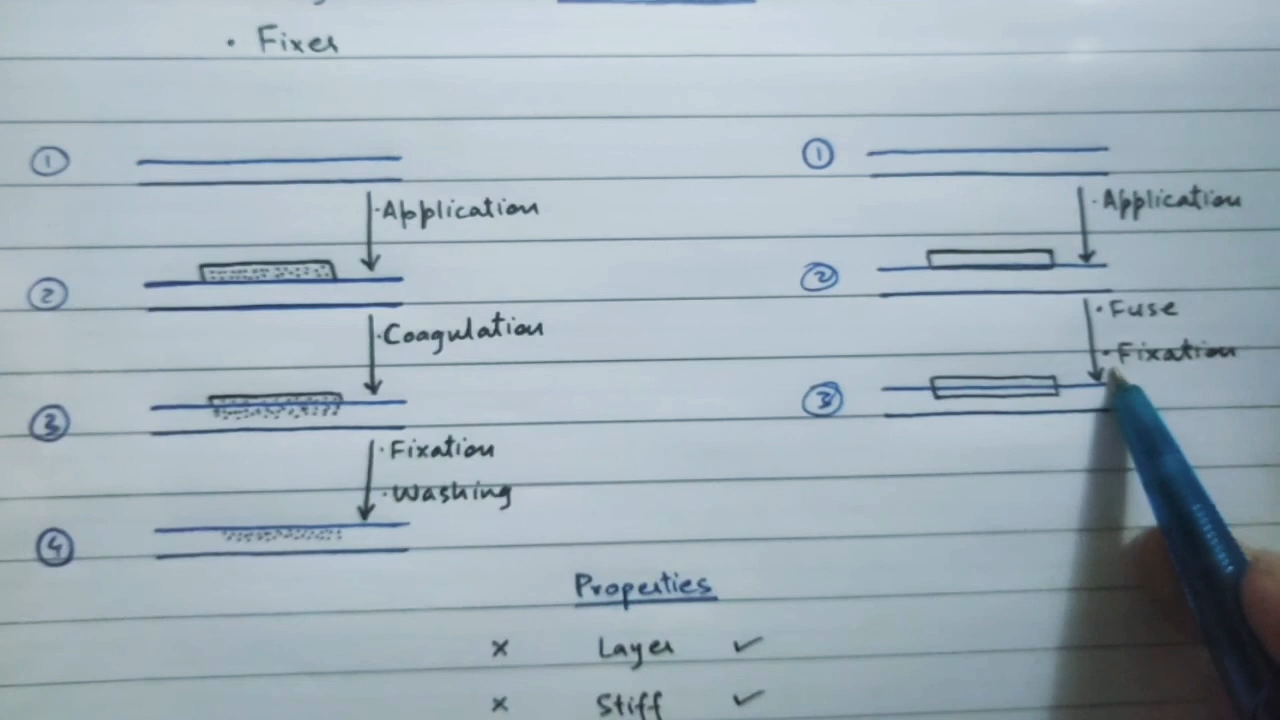 • Fixer
① ①
• Application • Application
② ②
• Coagulation • Fuse
• Fixation
③ ③
• Fixation
• Washing
④
Properties
× Layer ✓
× Stiff ✓